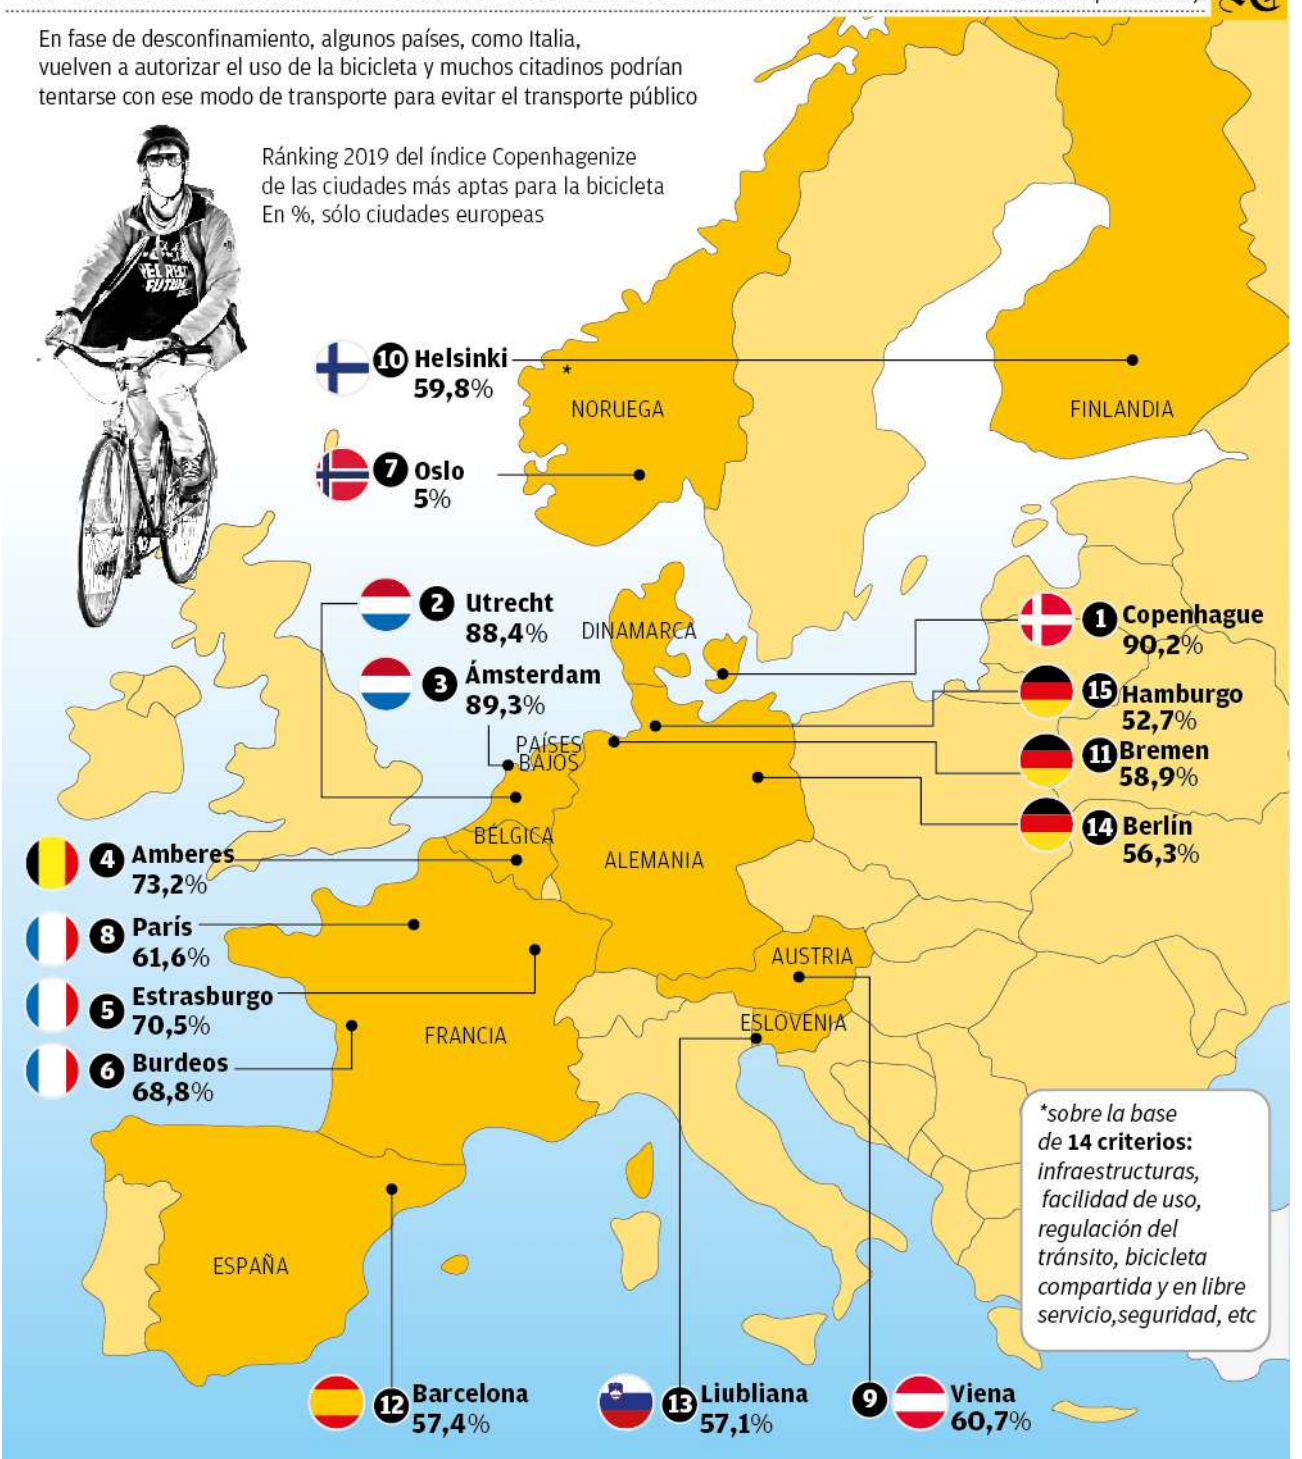 En fase de desconfinamiento, algunos países, como Italia,
vuelven a autorizar el uso de la bicicleta y muchos citadinos podrían
tentarse con ese modo de transporte para evitar el transporte público
Ránking 2019 del índice Copenhagenize
de las ciudades más aptas para la bicicleta
En %, sólo ciudades europeas
10 Helsinki
59,8%
*
NORUEGA
FINLANDIA
7 Oslo
5%
2 Utrecht
88,4%
DINAMARCA
1 Copenhague
90,2%
3 Ámsterdam
89,3%
15 Hamburgo
52,7%
PAÍSES
BAJOS
11 Bremen
58,9%
14 Berlín
56,3%
BÉLGICA
ALEMANIA
4 Amberes
73,2%
8 París
61,6%
AUSTRIA
5 Estrasburgo
70,5%
ESLOVENIA
FRANCIA
6 Burdeos
68,8%
*sobre la base
de 14 criterios:
infraestructuras,
facilidad de uso,
regulación del
tránsito, bicicleta
compartida y en libre
servicio,seguridad, etc
ESPAÑA
12 Barcelona
57,4%
13 Liubliana
57,1%
9 Viena
60,7%